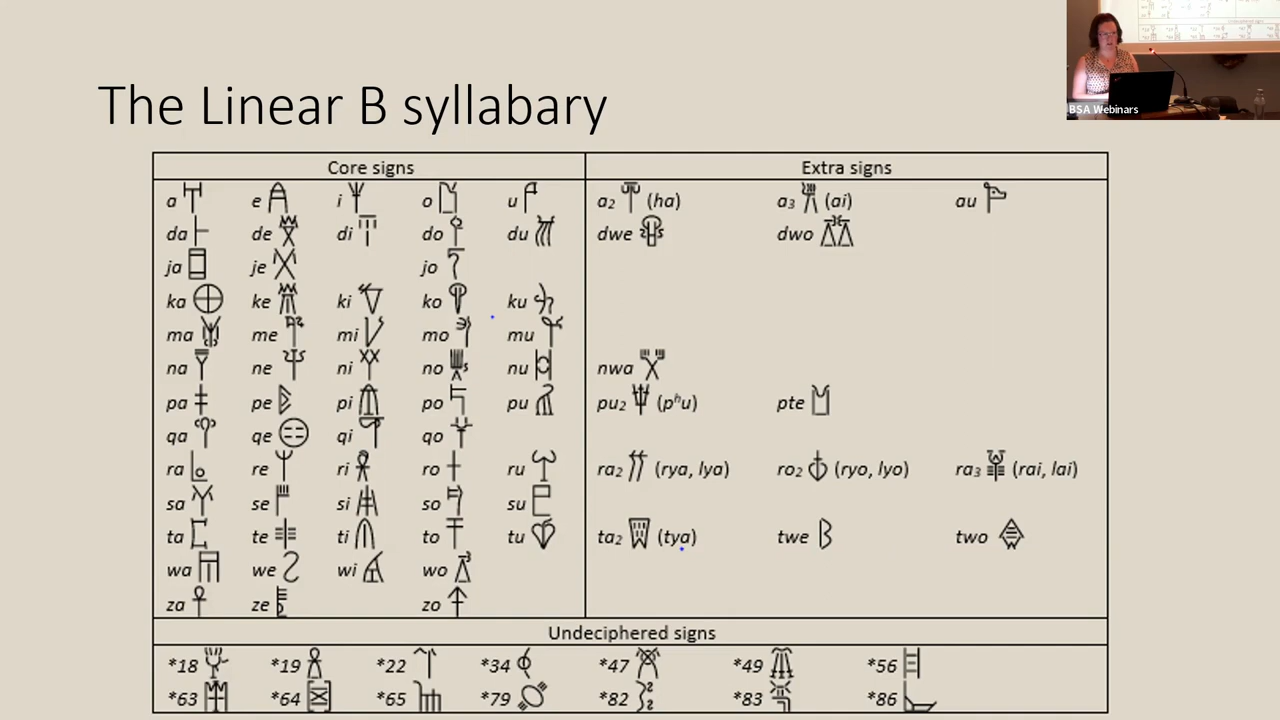 The Linear B syllabary
Core signs Extra signs
a 𐀀 e 𐀁 i 𐀂 o 𐀃 u 𐀄 a₂ 𐁀 (ha) a₃ 𐁁 (ai) au 𐁂
da 𐀅 de 𐀆 di 𐀇 do 𐀈 du 𐀉 dwe 𐁃 dwo 𐁄
ja 𐀊 je 𐀋 jo 𐀍
ka 𐀏 ke 𐀐 ki 𐀑 ko 𐀒 ku 𐀓
ma 𐀔 me 𐀕 mi 𐀖 mo 𐀗 mu 𐀘
na 𐀙 ne 𐀚 ni 𐀛 no 𐀜 nu 𐀝 nwa 𐁅
pa 𐀞 pe 𐀟 pi 𐀠 po 𐀡 pu 𐀢 pu₂ 𐁆 (pʰu) pte 𐁇
qa 𐀣 qe 𐀤 qi 𐀥 qo 𐀦
ra 𐀨 re 𐀩 ri 𐀪 ro 𐀫 ru 𐀬 ra₂ 𐁈 (rya, lya) ro₂ 𐁊 (ryo, lyo) ra₃ 𐁉 (rai, lai)
sa 𐀭 se 𐀮 si 𐀯 so 𐀰 su 𐀱
ta 𐀲 te 𐀳 ti 𐀴 to 𐀵 tu 𐀶 ta₂ 𐁋 (tya) twe 𐁌 two 𐁍
wa 𐀷 we 𐀸 wi 𐀹 wo 𐀺
za 𐀼 ze 𐀽 zo 𐀿
Undeciphered signs
*18 𐁐 *19 𐁑 *22 𐁒 *34 𐁓 *47 𐁔 *49 𐁕 *56 𐁖
*63 𐁗 *64 𐁘 *65 𐀎 *79 𐁙 *82 𐁚 *83 𐁛 *86 𐁜
BSA Webinars